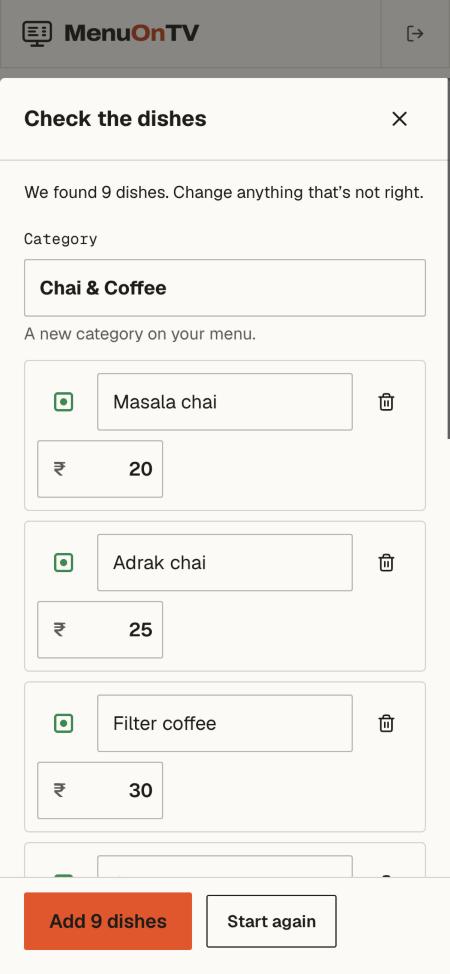 MenuOnTV
Check the dishes
We found 9 dishes. Change anything that’s not right.
Category
Chai & Coffee
A new category on your menu.
Masala chai
₹ 20
Adrak chai
₹ 25
Filter coffee
₹ 30
Add 9 dishes
Start again